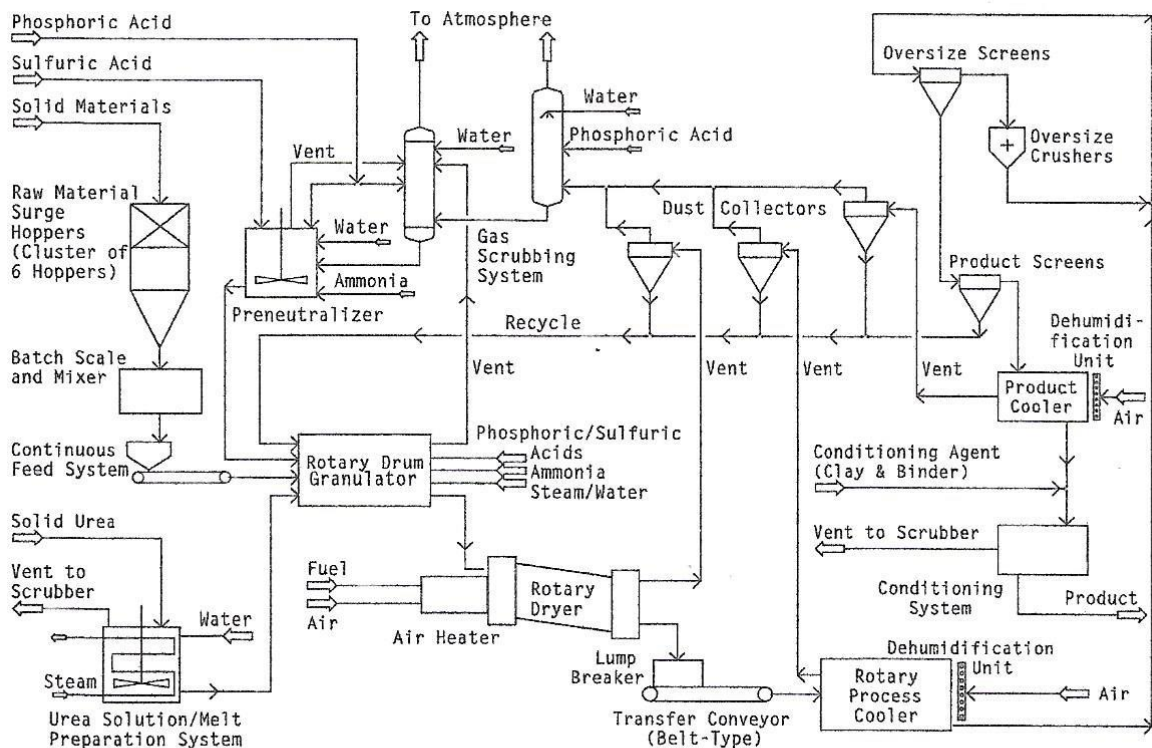 To Atmosphere
Phosphoric Acid
Sulfuric Acid
Solid Materials
Vent
Water
Water
Phosphoric Acid
Oversize Screens
Oversize
Crushers
Raw Material
Surge
Hoppers
(Cluster of
6 Hoppers)
Water
Ammonia
Preneutralizer
Gas
Scrubbing
System
Dust Collectors
Product Screens
Recycle
Vent
Vent
Vent
Vent
Dehumidi-
fication
Unit
Product
Cooler
Air
Batch Scale
and Mixer
Continuous
Feed System
Rotary Drum
Granulator
Phosphoric/Sulfuric
Acids
Ammonia
Steam/Water
Conditioning Agent
(Clay & Binder)
Vent to Scrubber
Conditioning
System
Product
Solid Urea
Vent to
Scrubber
Water
Steam
Urea Solution/Melt
Preparation System
Fuel
Air
Air Heater
Rotary
Dryer
Lump
Breaker
Transfer Conveyor
(Belt-Type)
Rotary
Process
Cooler
Dehumidification
Unit
Air